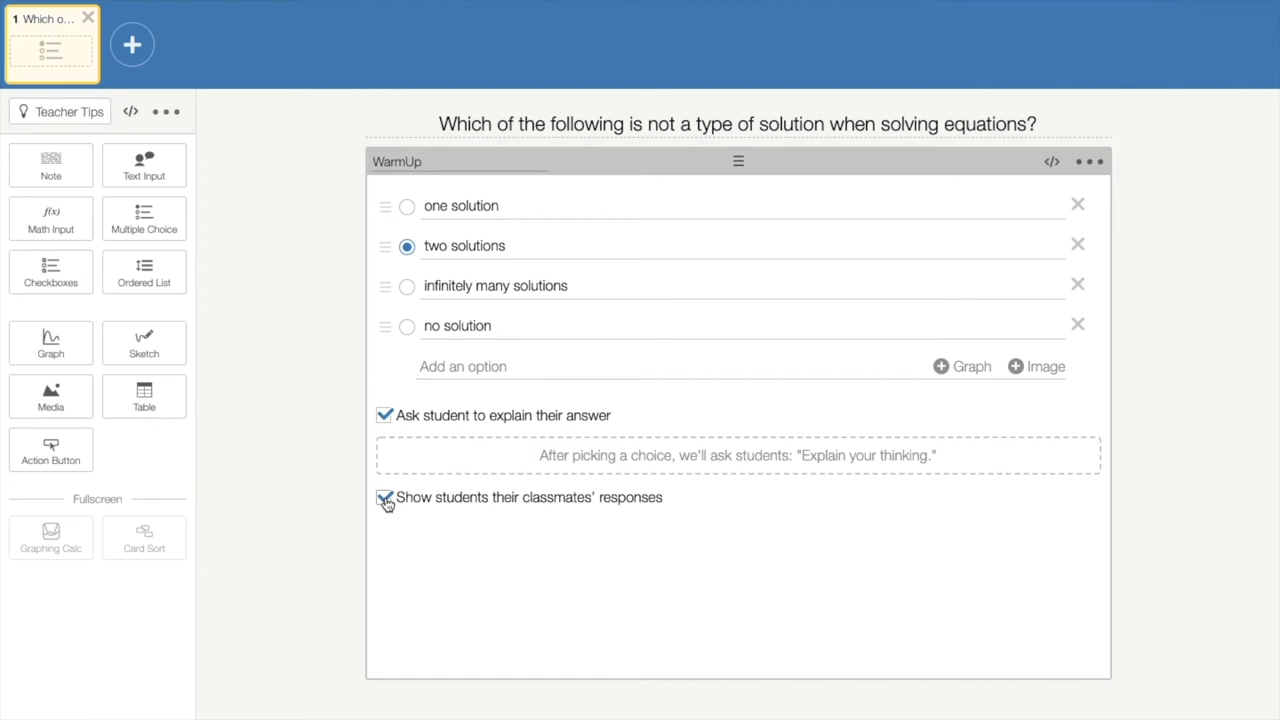 1 Which o...
Teacher Tips
Note
Text Input
f(x)
Math Input
Multiple Choice
Checkboxes
Ordered List
Graph
Sketch
Media
Table
Action Button
Fullscreen
Graphing Calc
Card Sort
Which of the following is not a type of solution when solving equations?
WarmUp
one solution
two solutions
infinitely many solutions
no solution
Add an option
Graph
Image
Ask student to explain their answer
After picking a choice, we'll ask students: "Explain your thinking."
Show students their classmates' responses